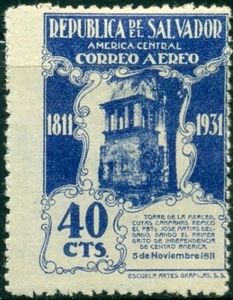 REPUBLICA DE EL SALVADOR
AMERICA CENTRAL
CORREO AEREO
1811 1931
40
CTS.
TORRE DE LA MERCED,
CUYAS CAMPANAS REPICO
EL PBTO. JOSE MATIAS DEL-
GADO, DANDO EL PRIMER
GRITO DE INDEPENDENCIA
DE CENTRO AMERICA.
5 de Noviembre 1811
ESCUELA ARTES GRAFICAS, S.S.